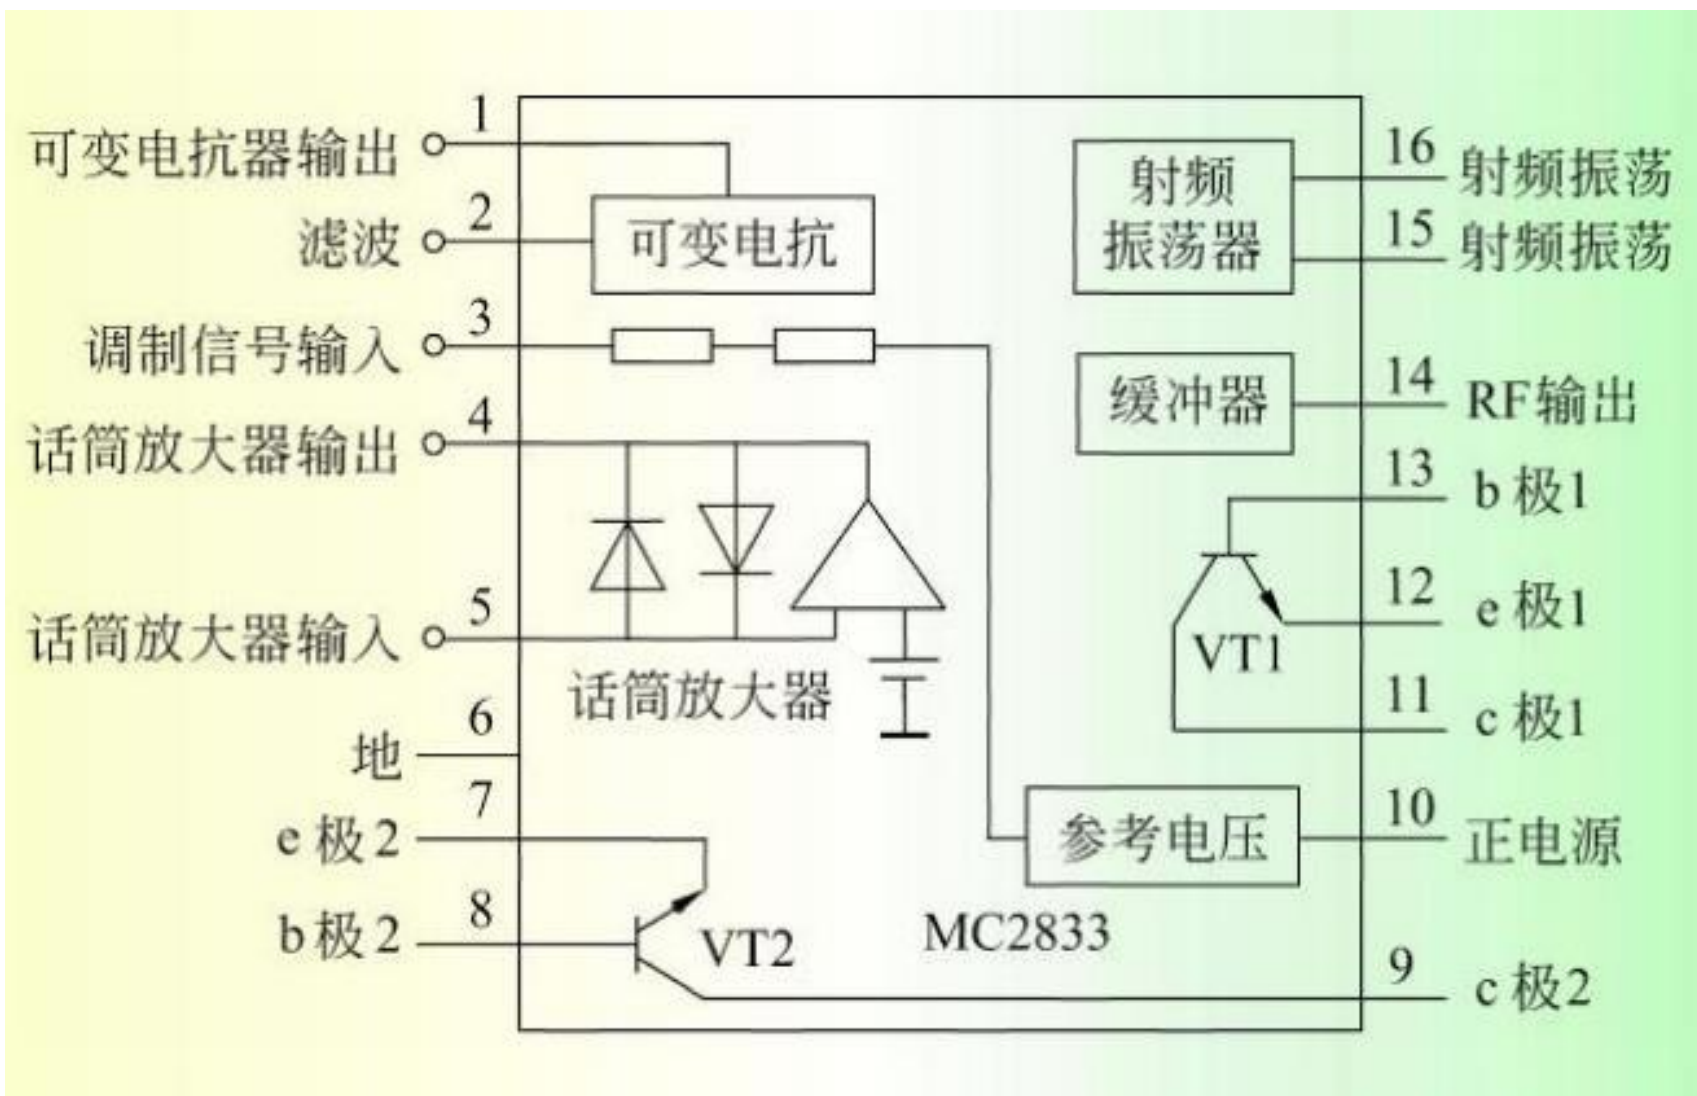 1
可变电抗器输出
2
滤波
可变电抗
3
调制信号输入
4
话筒放大器输出
5
话筒放大器输入
话筒放大器
6
地
7
e极2
8
b极2
VT2
MC2833
射频
振荡器
16
射频振荡
15
射频振荡
缓冲器
14
RF输出
13
b极1
12
e极1
VT1
11
c极1
参考电压
10
正电源
9
c极2